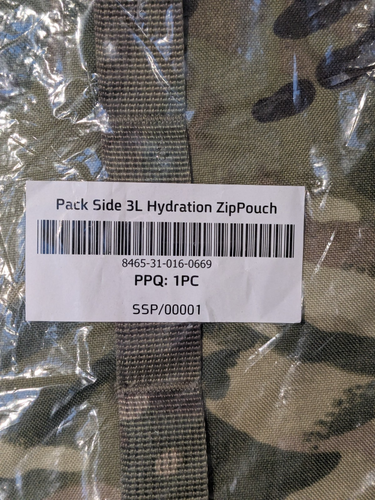 Pack Side 3L Hydration ZipPouch
8465-31-016-0669
PPQ: 1PC
SSP/00001